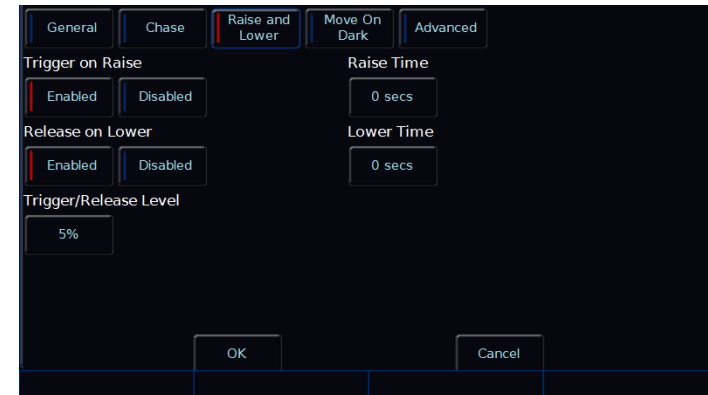 General
Chase
Raise and
Lower
Move On
Dark
Advanced
Trigger on Raise
Raise Time
Enabled
Disabled
0 secs
Release on Lower
Lower Time
Enabled
Disabled
0 secs
Trigger/Release Level
5%
OK
Cancel